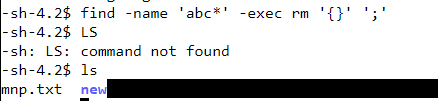 -sh-4.2$ find -name 'abc*' -exec rm '{}' ';'
-sh-4.2$ LS
-sh: LS: command not found
-sh-4.2$ ls
mnp.txt  new